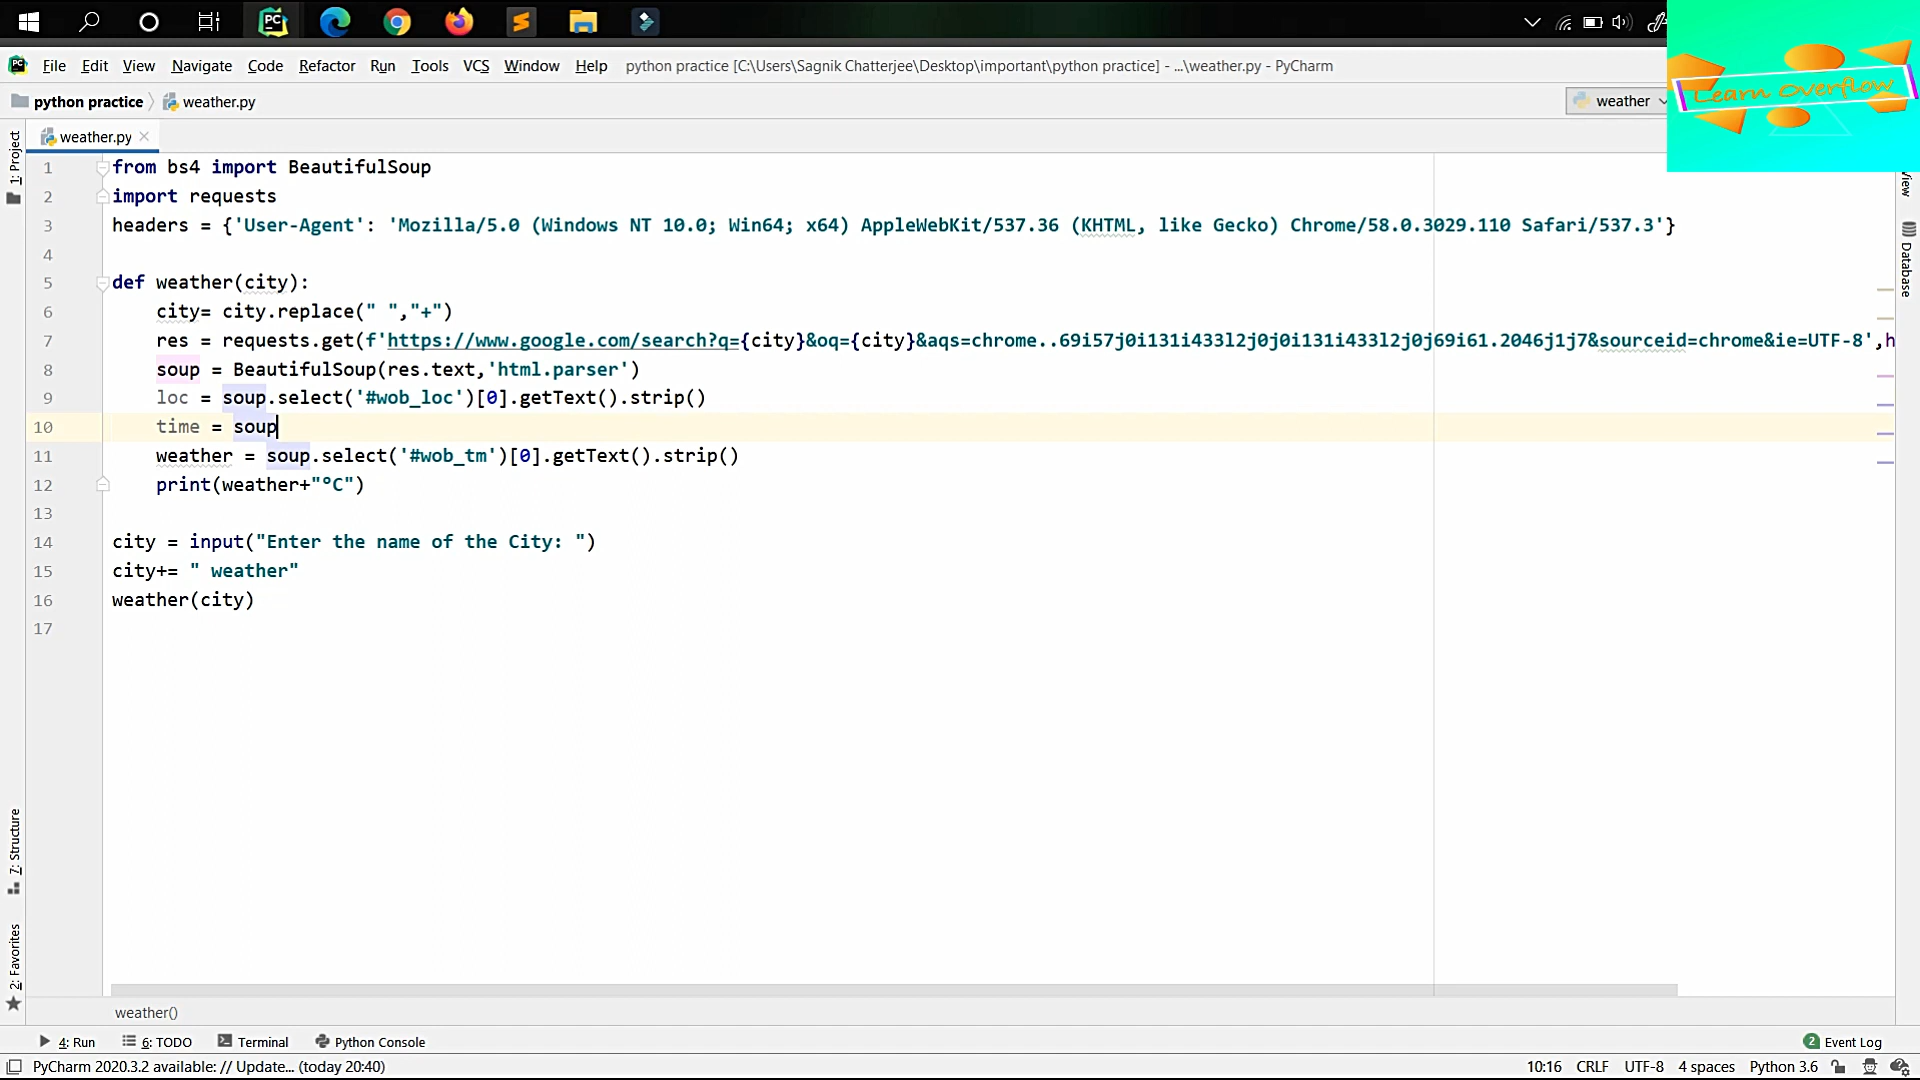 Learn Overflow
File Edit View Navigate Code Refactor Run Tools VCS Window Help python practice [C:\Users\Sagnik Chatterjee\Desktop\important\python practice] - ...\weather.py - PyCharm
python practice weather.py weather
1: Project
weather.py
View
Database
1 from bs4 import BeautifulSoup
2 import requests
3 headers = {'User-Agent': 'Mozilla/5.0 (Windows NT 10.0; Win64; x64) AppleWebKit/537.36 (KHTML, like Gecko) Chrome/58.0.3029.110 Safari/537.3'}
4
5 def weather(city):
6 city= city.replace(" ","+")
7 res = requests.get(f'https://www.google.com/search?q={city}&oq={city}&aqs=chrome..69i57j0i131i433l2j0j0i131i433l2j0j69i61.2046j1j7&sourceid=chrome&ie=UTF-8',h
8 soup = BeautifulSoup(res.text,'html.parser')
9 loc = soup.select('#wob_loc')[0].getText().strip()
10 time = soup
11 weather = soup.select('#wob_tm')[0].getText().strip()
12 print(weather+"°C")
13
14 city = input("Enter the name of the City: ")
15 city+= " weather"
16 weather(city)
17
7: Structure
2: Favorites
weather()
4: Run 6: TODO Terminal Python Console 2 Event Log
PyCharm 2020.3.2 available: // Update... (today 20:40) 10:16 CRLF UTF-8 4 spaces Python 3.6